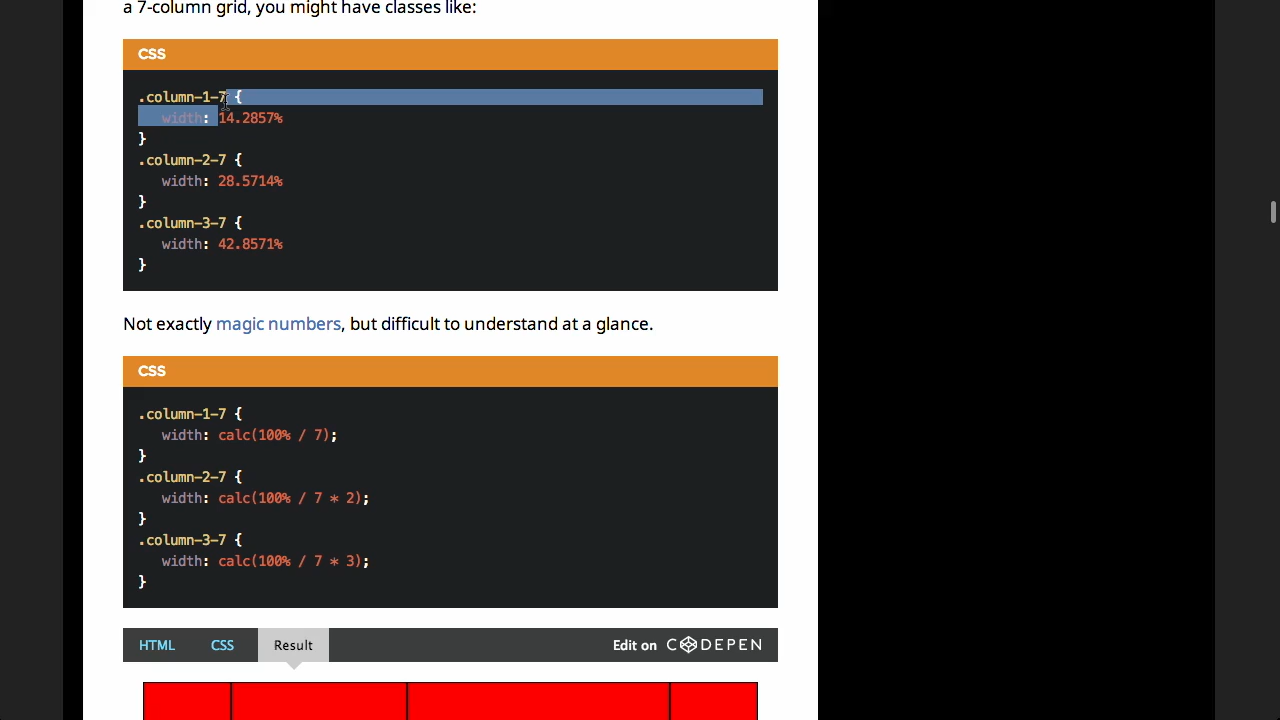 a 7-column grid, you might have classes like:
CSS
.column-1-7 {
width: 14.2857%
}
.column-2-7 {
width: 28.5714%
}
.column-3-7 {
width: 42.8571%
}
Not exactly magic numbers, but difficult to understand at a glance.
CSS
.column-1-7 {
width: calc(100% / 7);
}
.column-2-7 {
width: calc(100% / 7 * 2);
}
.column-3-7 {
width: calc(100% / 7 * 3);
}
HTML CSS Result Edit on CODEPEN